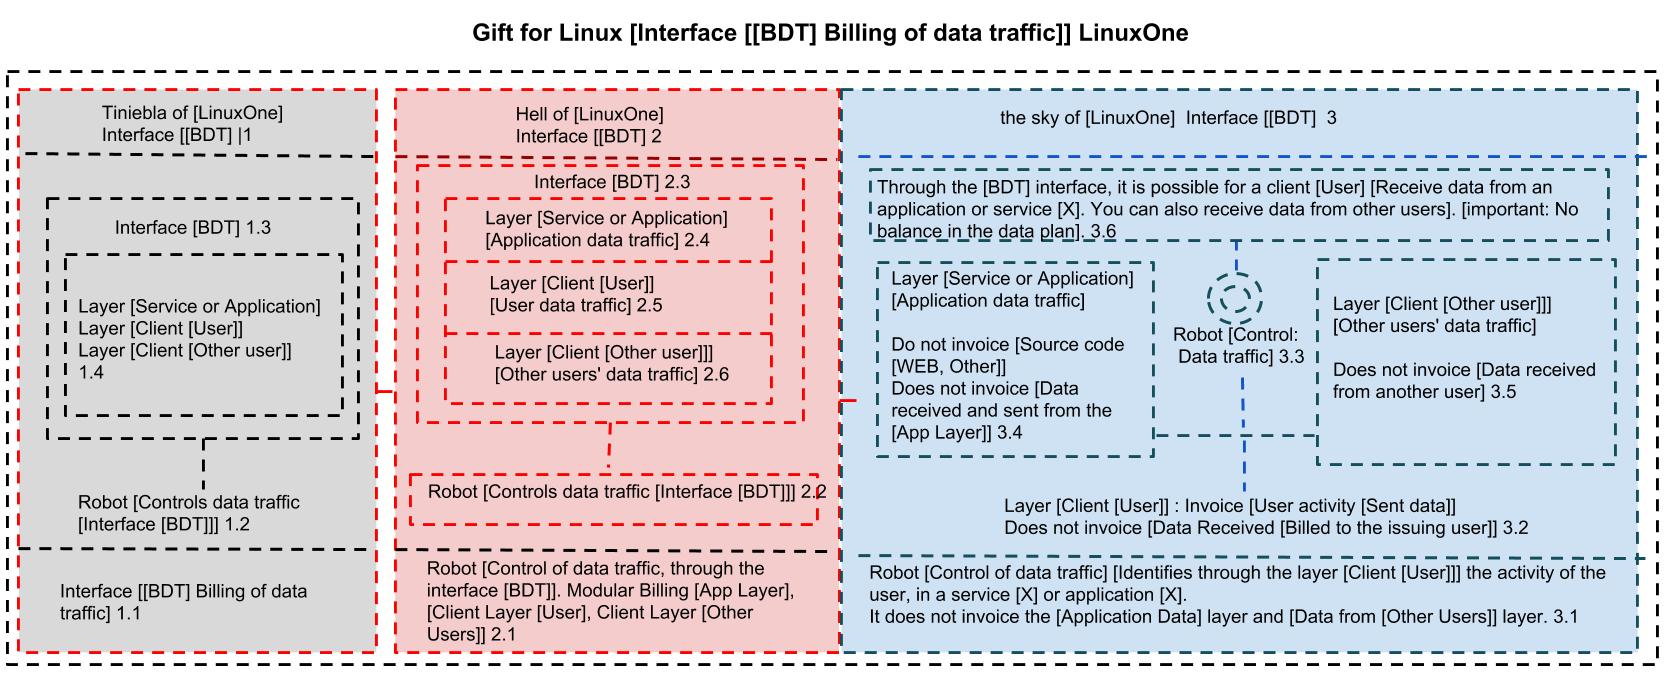 Gift for Linux [Interface [[BDT] Billing of data traffic]] LinuxOne
Tiniebla of [LinuxOne]
Interface [[BDT] |1
Interface [BDT] 1.3
Layer [Service or Application]
Layer [Client [User]]
Layer [Client [Other user]]
1.4
Robot [Controls data traffic
[Interface [BDT]]] 1.2
Interface [[BDT] Billing of data
traffic] 1.1
Hell of [LinuxOne]
Interface [[BDT] 2
Interface [BDT] 2.3
Layer [Service or Application]
[Application data traffic] 2.4
Layer [Client [User]]
[User data traffic] 2.5
Layer [Client [Other user]]]
[Other users' data traffic] 2.6
Robot [Controls data traffic [Interface [BDT]]] 2.2
Robot [Control of data traffic, through the
interface [BDT]]. Modular Billing [App Layer],
[Client Layer [User], Client Layer [Other
Users]] 2.1
the sky of [LinuxOne]  Interface [[BDT]  3
Through the [BDT] interface, it is possible for a client [User] [Receive data from an
application or service [X]. You can also receive data from other users]. [important: No
balance in the data plan]. 3.6
Layer [Service or Application]
[Application data traffic]
Do not invoice [Source code
[WEB, Other]]
Does not invoice [Data
received and sent from the
[App Layer]] 3.4
Robot [Control:
Data traffic] 3.3
Layer [Client [Other user]]]
[Other users' data traffic]
Does not invoice [Data received
from another user] 3.5
Layer [Client [User]] : Invoice [User activity [Sent data]]
Does not invoice [Data Received [Billed to the issuing user]] 3.2
Robot [Control of data traffic] [Identifies through the layer [Client [User]]] the activity of the
user, in a service [X] or application [X].
It does not invoice the [Application Data] layer and [Data from [Other Users]] layer. 3.1